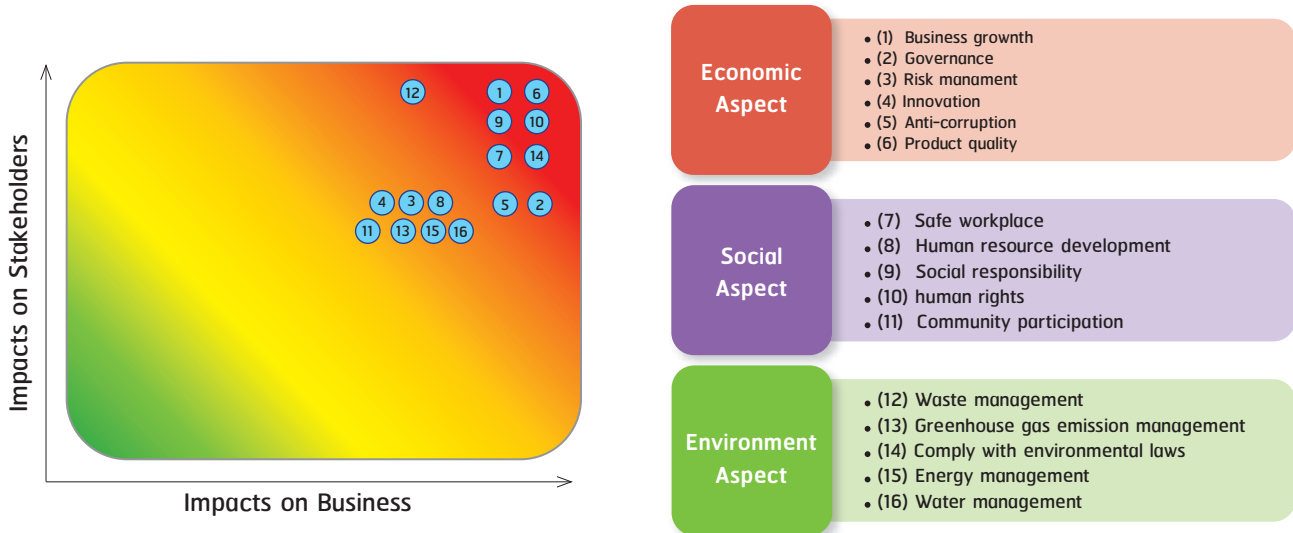 Impacts on Stakeholders
12 1 6
9 10
7 14
4 3 8 5 2
11 13 15 16
Impacts on Business
Economic
Aspect
• (1) Business grownth
• (2) Governance
• (3) Risk manament
• (4) Innovation
• (5) Anti-corruption
• (6) Product quality
Social
Aspect
• (7) Safe workplace
• (8) Human resource development
• (9) Social responsibility
• (10) human rights
• (11) Community participation
Environment
Aspect
• (12) Waste management
• (13) Greenhouse gas emission management
• (14) Comply with environmental laws
• (15) Energy management
• (16) Water management